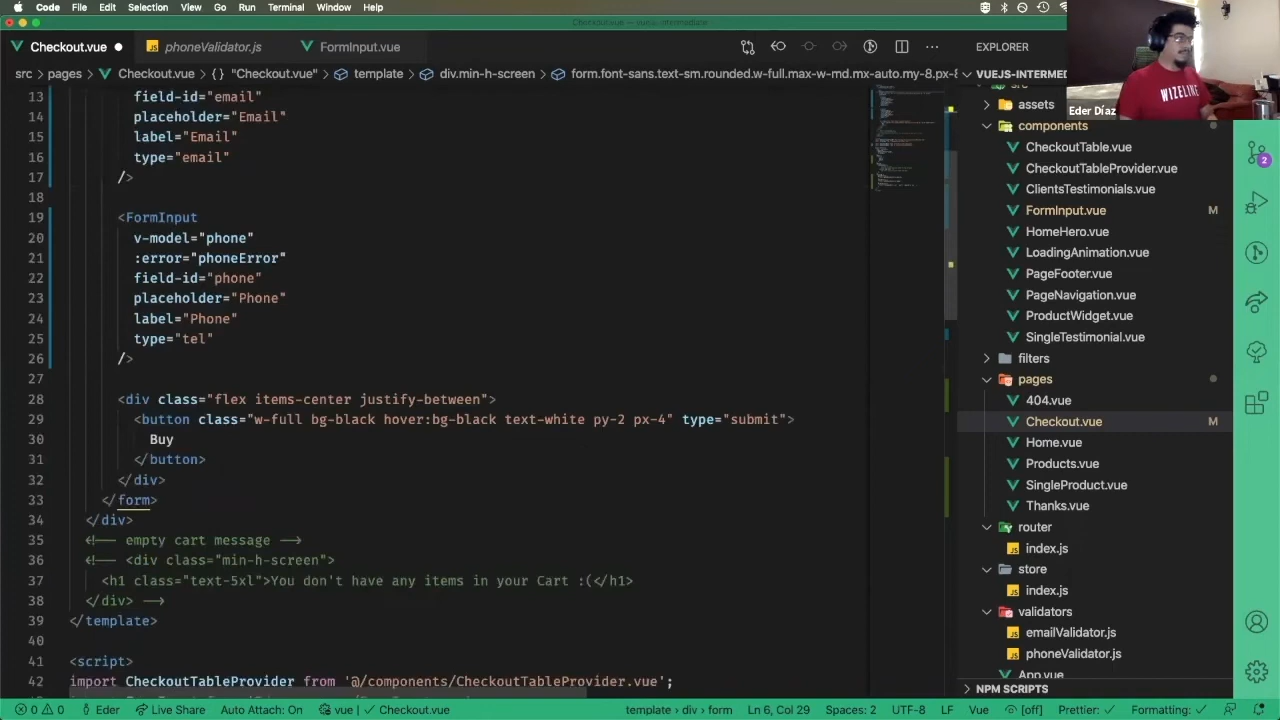 Code File Edit Selection View Go Run Terminal Window Help
Checkout.vue — vuejs-intermediate
Checkout.vue phoneValidator.js FormInput.vue EXPLORER
src > pages > Checkout.vue > {} "Checkout.vue" > template > div.min-h-screen > form.font-sans.text-sm.rounded.w-full.max-w-md.mx-auto.my-8.px-8
VUEJS-INTERMED
WIZELINE
Eder Díaz
13 field-id="email"
14 placeholder="Email"
15 label="Email"
16 type="email"
17 />
18
19 <FormInput
20 v-model="phone"
21 :error="phoneError"
22 field-id="phone"
23 placeholder="Phone"
24 label="Phone"
25 type="tel"
26 />
27
28 <div class="flex items-center justify-between">
29 <button class="w-full bg-black hover:bg-black text-white py-2 px-4" type="submit">
30 Buy
31 </button>
32 </div>
33 </form>
34 </div>
35 <!-- empty cart message -->
36 <!-- <div class="min-h-screen">
37 <h1 class="text-5xl">You don't have any items in your Cart :(</h1>
38 </div> -->
39 </template>
40
41 <script>
42 import CheckoutTableProvider from '@/components/CheckoutTableProvider.vue';
src
assets
components
CheckoutTable.vue
CheckoutTableProvider.vue
ClientsTestimonials.vue
FormInput.vue M
HomeHero.vue
LoadingAnimation.vue
PageFooter.vue
PageNavigation.vue
ProductWidget.vue
SingleTestimonial.vue
filters
pages
404.vue
Checkout.vue M
Home.vue
Products.vue
SingleProduct.vue
Thanks.vue
router
index.js
store
index.js
validators
emailValidator.js
phoneValidator.js
App.vue
NPM SCRIPTS
2
0 0 Eder Live Share Auto Attach: On vue | ✓ Checkout.vue template > div > form Ln 6, Col 29 Spaces: 2 UTF-8 LF Vue [off] Prettier: ✓ Formatting: ✓